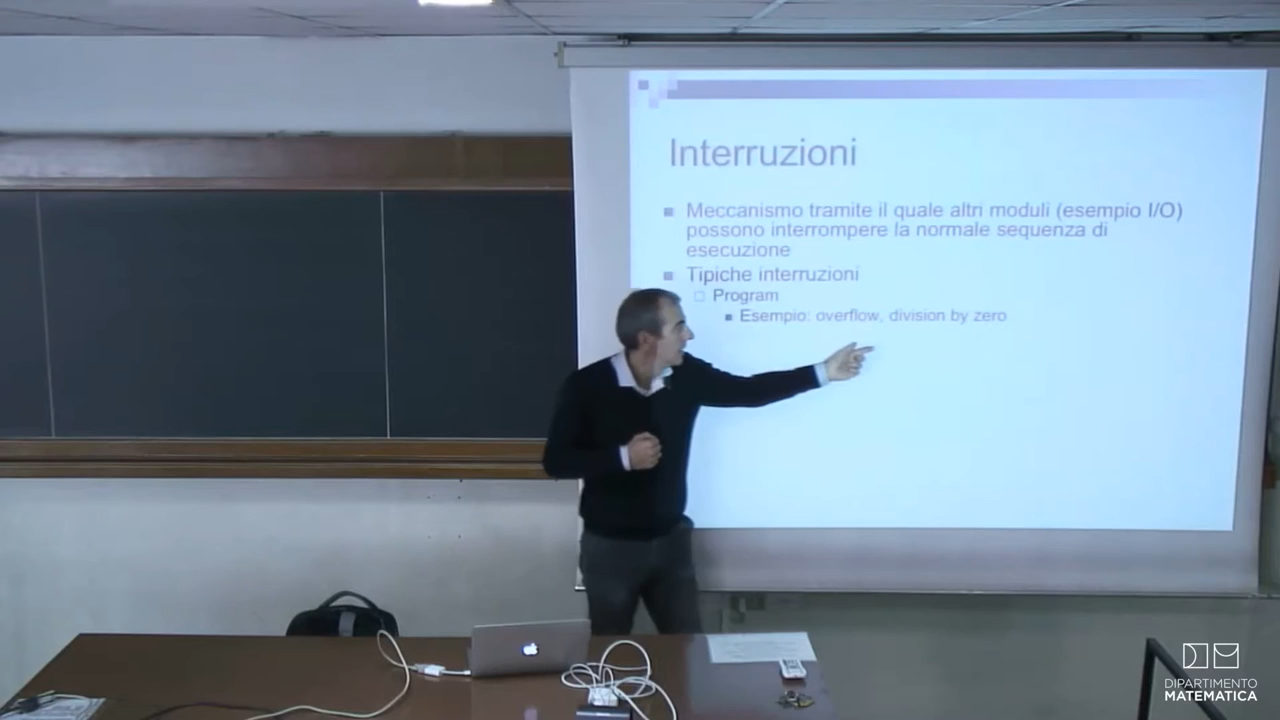 Interruzioni
Meccanismo tramite il quale altri moduli (esempio I/O)
possono interrompere la normale sequenza di
esecuzione
Tipiche interruzioni
Program
Esempio: overflow, division by zero
DIPARTIMENTO
MATEMATICA